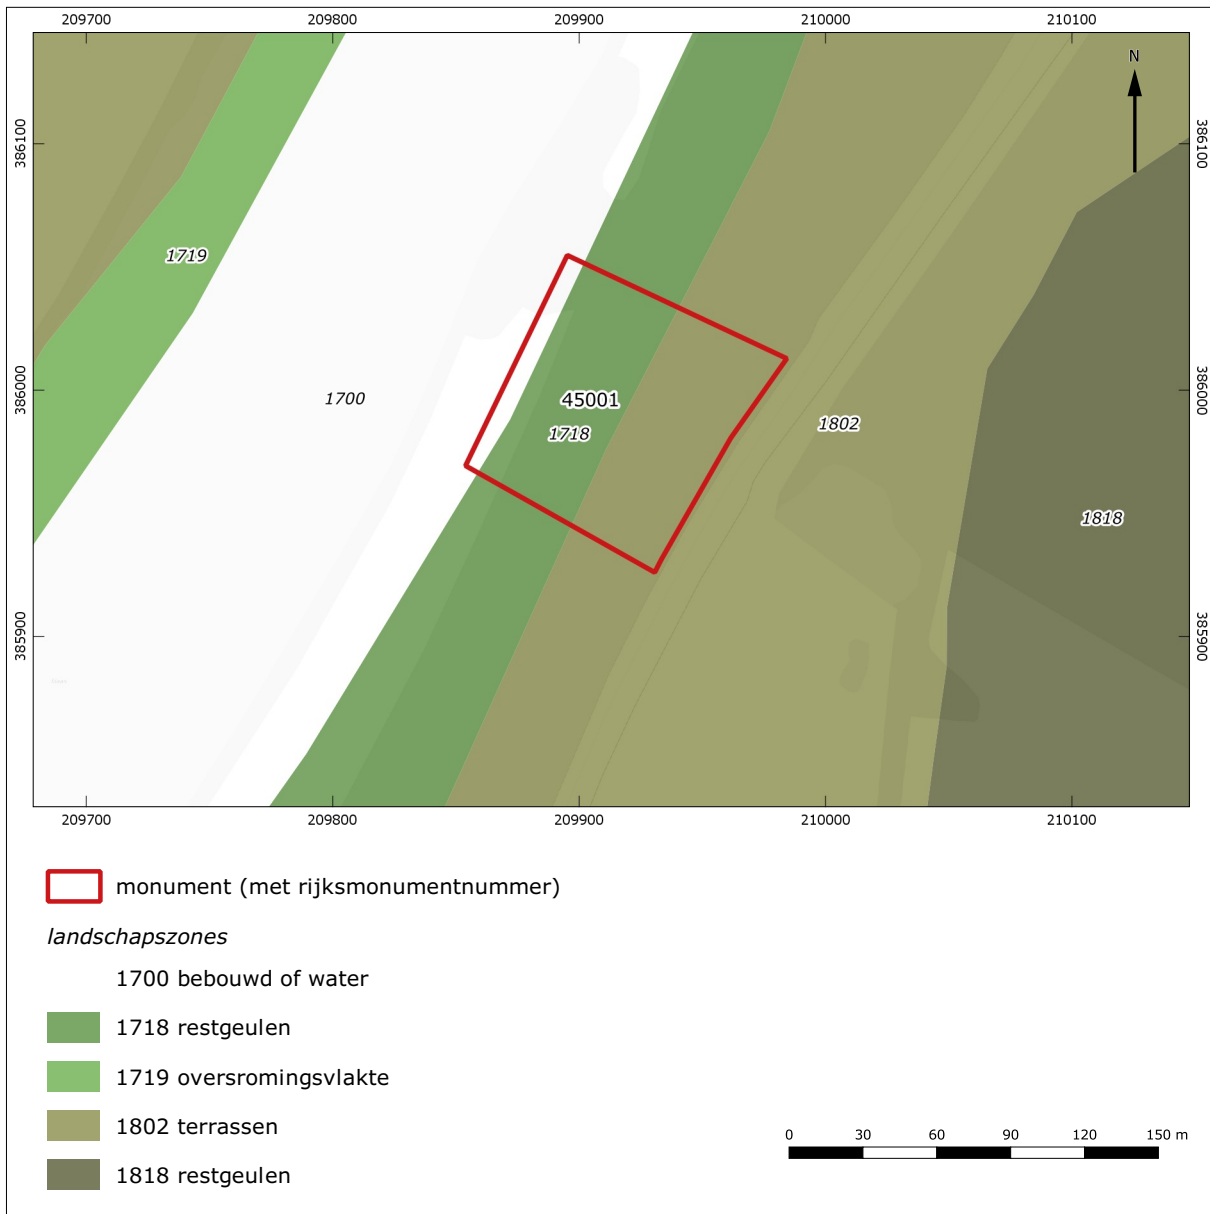 209700
209800
209900
210000
210100
N
386100
386100
1719
386000
1700
45001
1718
1802
386000
1818
385900
385900
209700
209800
209900
210000
210100
monument (met rijksmonumentnummer)
landschapszones
1700 bebouwd of water
1718 restgeulen
1719 oversromingsvlakte
1802 terrassen
1818 restgeulen
0 30 60 90 120 150 m